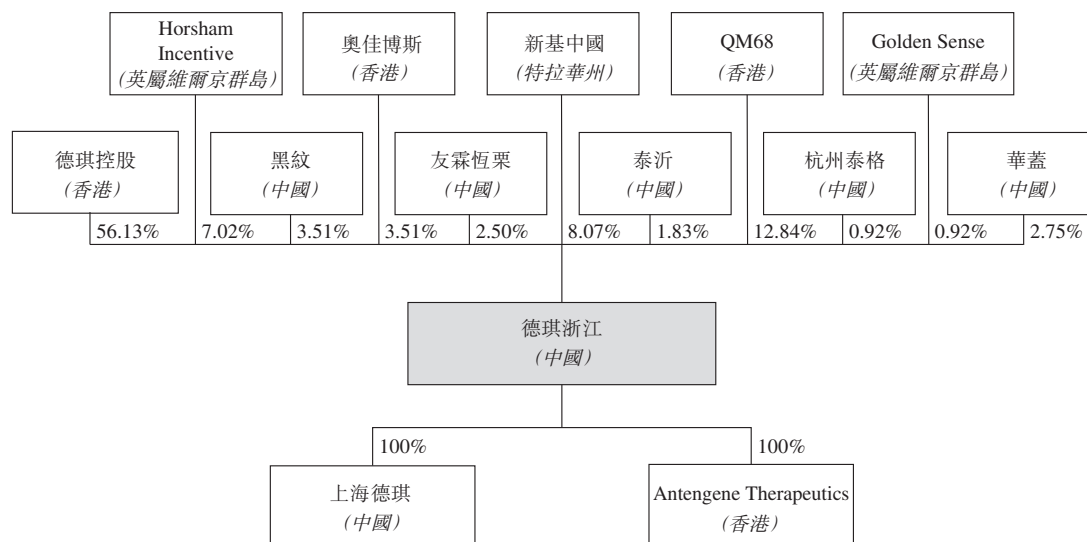 Horsham
Incentive
(英屬維爾京群島)
奧佳博斯
(香港)
新基中國
(特拉華州)
QM68
(香港)
Golden Sense
(英屬維爾京群島)
德琪控股
(香港)
黑紋
(中國)
友霖恆栗
(中國)
泰沂
(中國)
杭州泰格
(中國)
華蓋
(中國)
56.13%
7.02%
3.51%
3.51%
2.50%
8.07%
1.83%
12.84%
0.92%
0.92%
2.75%
德琪浙江
(中國)
100%
100%
上海德琪
(中國)
Antengene Therapeutics
(香港)